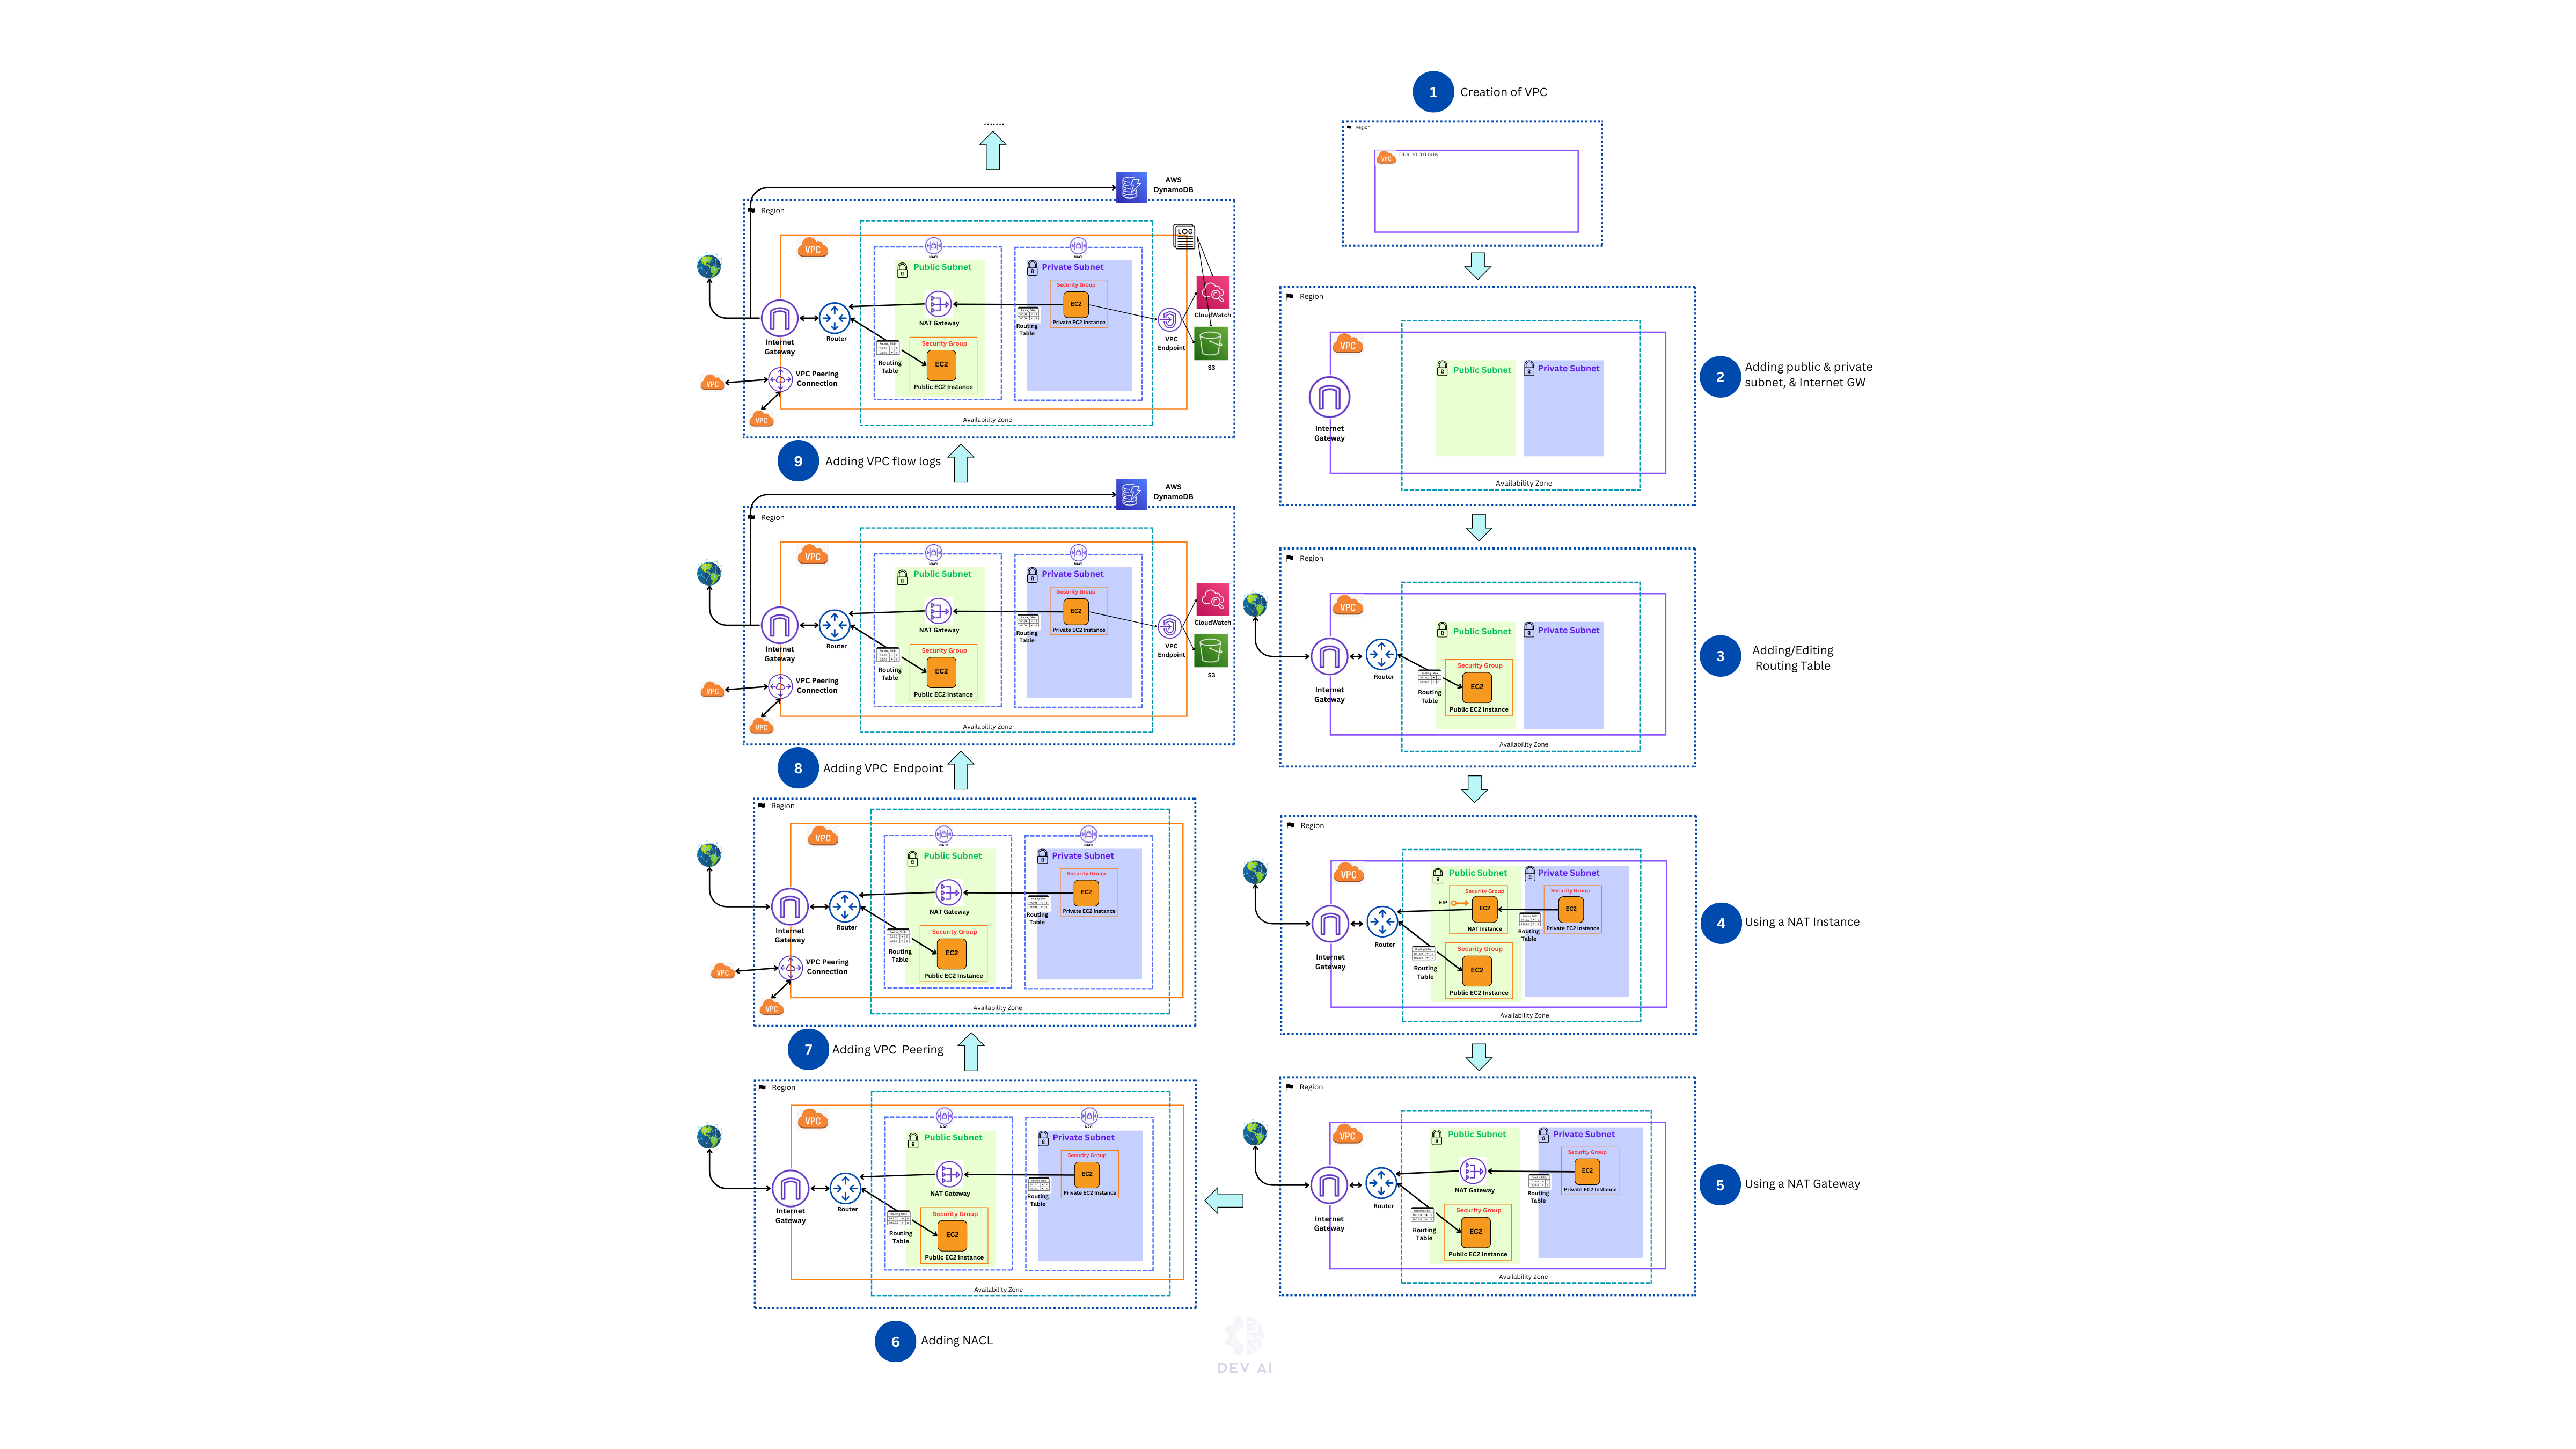 1
Creation of VPC
Region
VPC
CIDR: 10.0.0.0/16
Region
VPC
Public Subnet
Private Subnet
Internet
Gateway
Availability Zone
2
Adding public & private
subnet, & Internet GW
Region
VPC
Public Subnet
Private Subnet
Security Group
EC2
Public EC2 Instance
Internet
Gateway
Router
Routing
Table
Availability Zone
3
Adding/Editing
Routing Table
Region
VPC
Public Subnet
Private Subnet
Security Group
EIP
EC2
NAT Instance
Security Group
EC2
Private EC2 Instance
Routing
Table
Internet
Gateway
Router
Routing
Table
Security Group
EC2
Public EC2 Instance
Availability Zone
4
Using a NAT Instance
Region
VPC
Public Subnet
Private Subnet
NAT Gateway
Security Group
EC2
Private EC2 Instance
Routing
Table
Internet
Gateway
Router
Routing
Table
Security Group
EC2
Public EC2 Instance
Availability Zone
5
Using a NAT Gateway
Region
VPC
NACL
NACL
Public Subnet
Private Subnet
NAT Gateway
Security Group
EC2
Private EC2 Instance
Routing
Table
Internet
Gateway
Router
Routing
Table
Security Group
EC2
Public EC2 Instance
Availability Zone
6
Adding NACL
Region
VPC
NACL
NACL
Public Subnet
Private Subnet
NAT Gateway
Security Group
EC2
Private EC2 Instance
Routing
Table
Internet
Gateway
Router
Routing
Table
Security Group
EC2
Public EC2 Instance
VPC Peering
Connection
VPC
VPC
Availability Zone
7
Adding VPC Peering
AWS
DynamoDB
Region
VPC
NACL
NACL
Public Subnet
Private Subnet
NAT Gateway
Security Group
EC2
Private EC2 Instance
Routing
Table
Internet
Gateway
Router
Routing
Table
Security Group
EC2
Public EC2 Instance
VPC Peering
Connection
VPC
VPC
VPC
Endpoint
CloudWatch
S3
Availability Zone
8
Adding VPC Endpoint
.......
AWS
DynamoDB
Region
VPC
NACL
NACL
LOG
Public Subnet
Private Subnet
NAT Gateway
Security Group
EC2
Private EC2 Instance
Routing
Table
Internet
Gateway
Router
Routing
Table
Security Group
EC2
Public EC2 Instance
VPC Peering
Connection
VPC
VPC
VPC
Endpoint
CloudWatch
S3
Availability Zone
9
Adding VPC flow logs
DEV AI